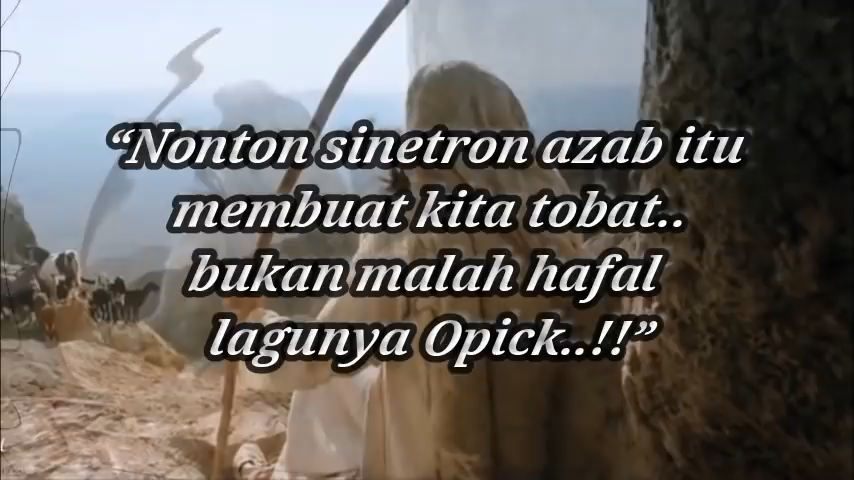 “Nonton sinetron azab itu
membuat kita tobat..
bukan malah hafal
lagunya Opick..!!”